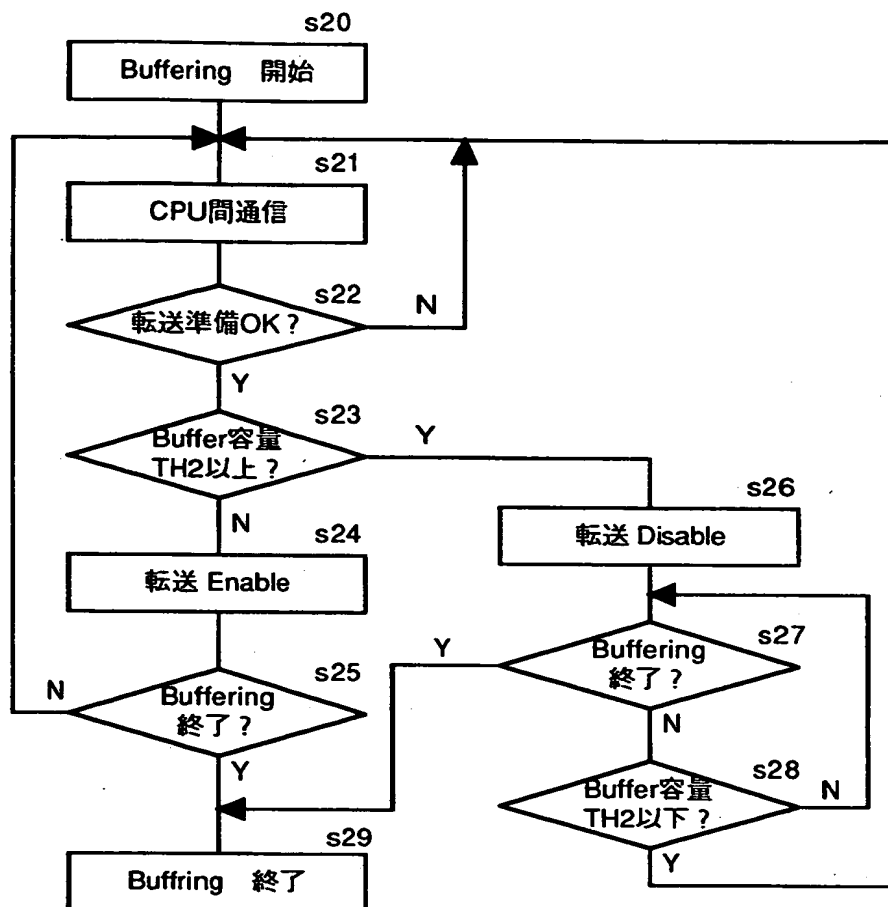 s20
Buffering 開始
s21
CPU間通信
s22
転送準備OK?
N
Y
s23
Buffer容量
TH2以上?
Y
N
s24
転送 Enable
s25
Buffering
終了?
N
Y
s26
転送 Disable
s27
Buffering
終了?
Y
N
s28
Buffer容量
TH2以下?
N
Y
s29
Buffring 終了